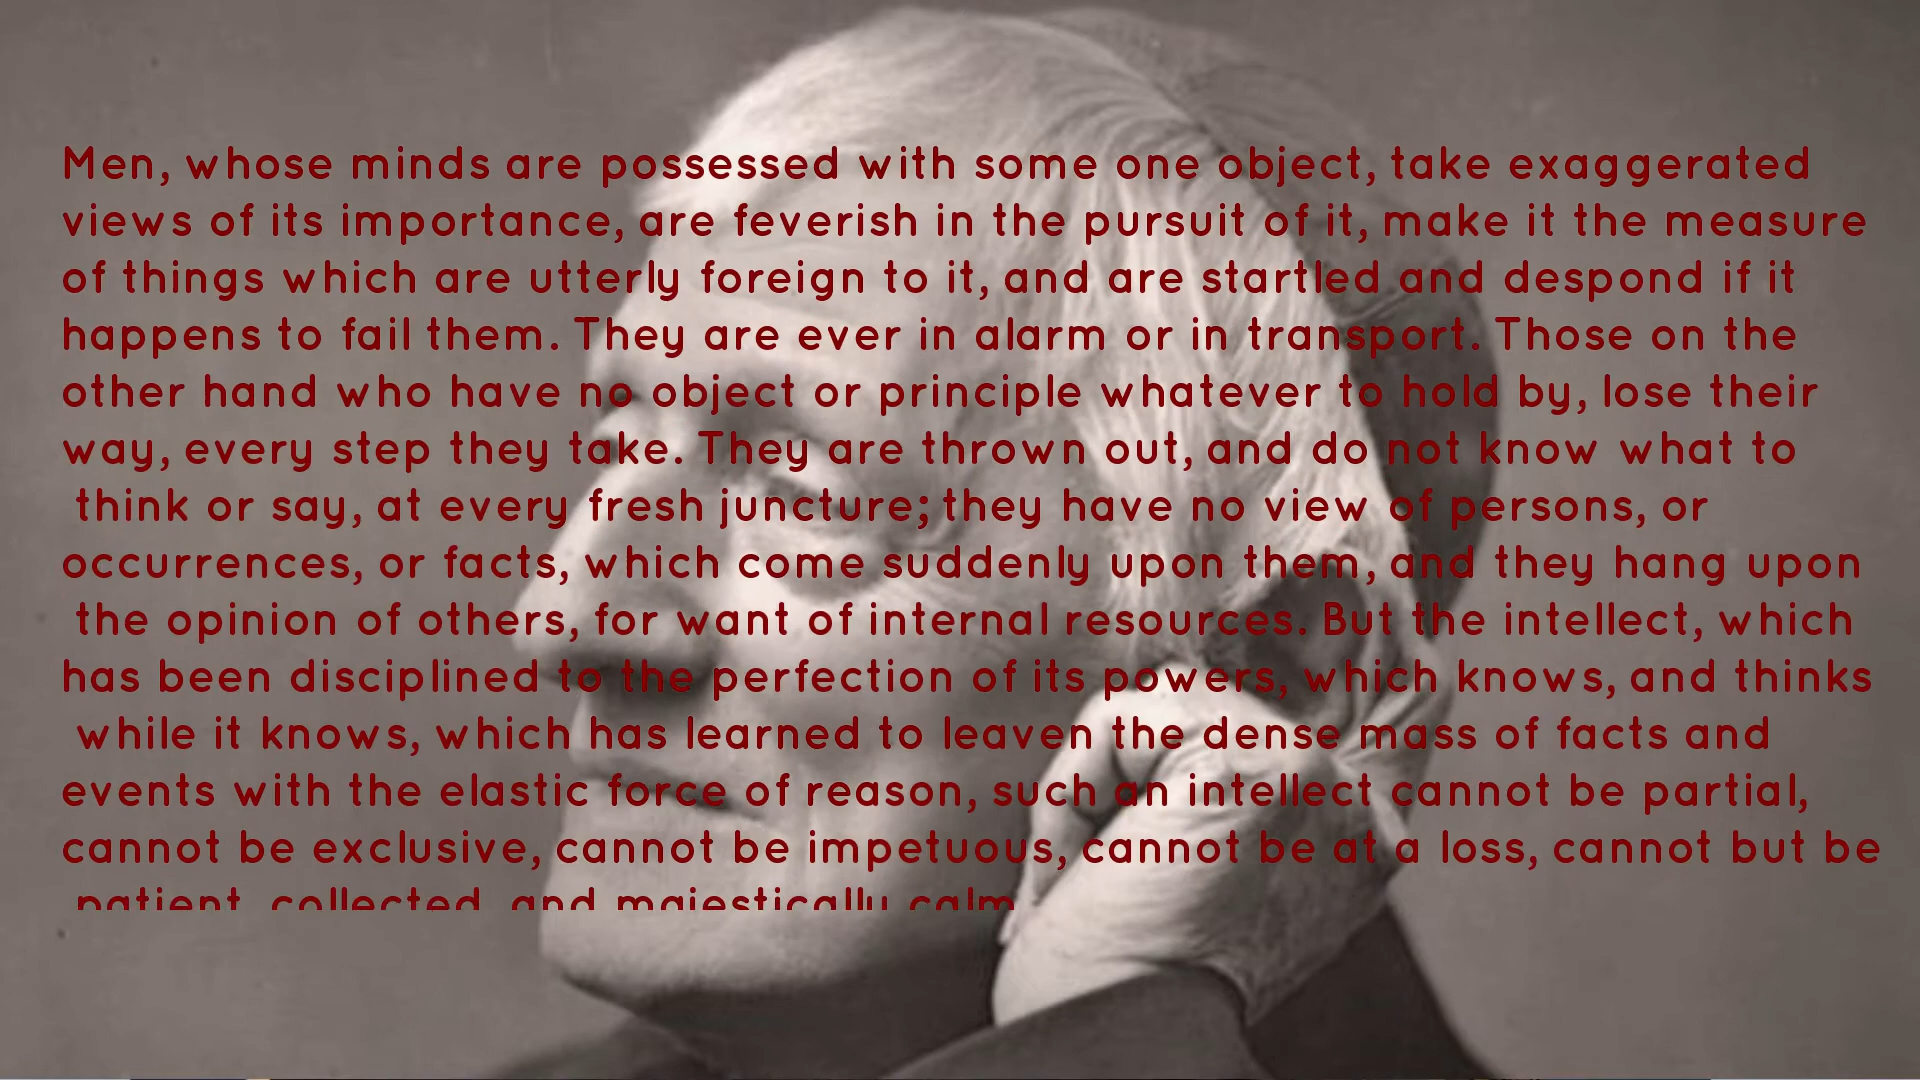 Men, whose minds are possessed with some one object, take exaggerated
views of its importance, are feverish in the pursuit of it, make it the measure
of things which are utterly foreign to it, and are startled and despond if it
happens to fail them. They are ever in alarm or in transport. Those on the
other hand who have no object or principle whatever to hold by, lose their
way, every step they take. They are thrown out, and do not know what to
think or say, at every fresh juncture; they have no view of persons, or
occurrences, or facts, which come suddenly upon them, and they hang upon
the opinion of others, for want of internal resources. But the intellect, which
has been disciplined to the perfection of its powers, which knows, and thinks
while it knows, which has learned to leaven the dense mass of facts and
events with the elastic force of reason, such an intellect cannot be partial,
cannot be exclusive, cannot be impetuous, cannot be at a loss, cannot but be
patient, collected, and majestically calm